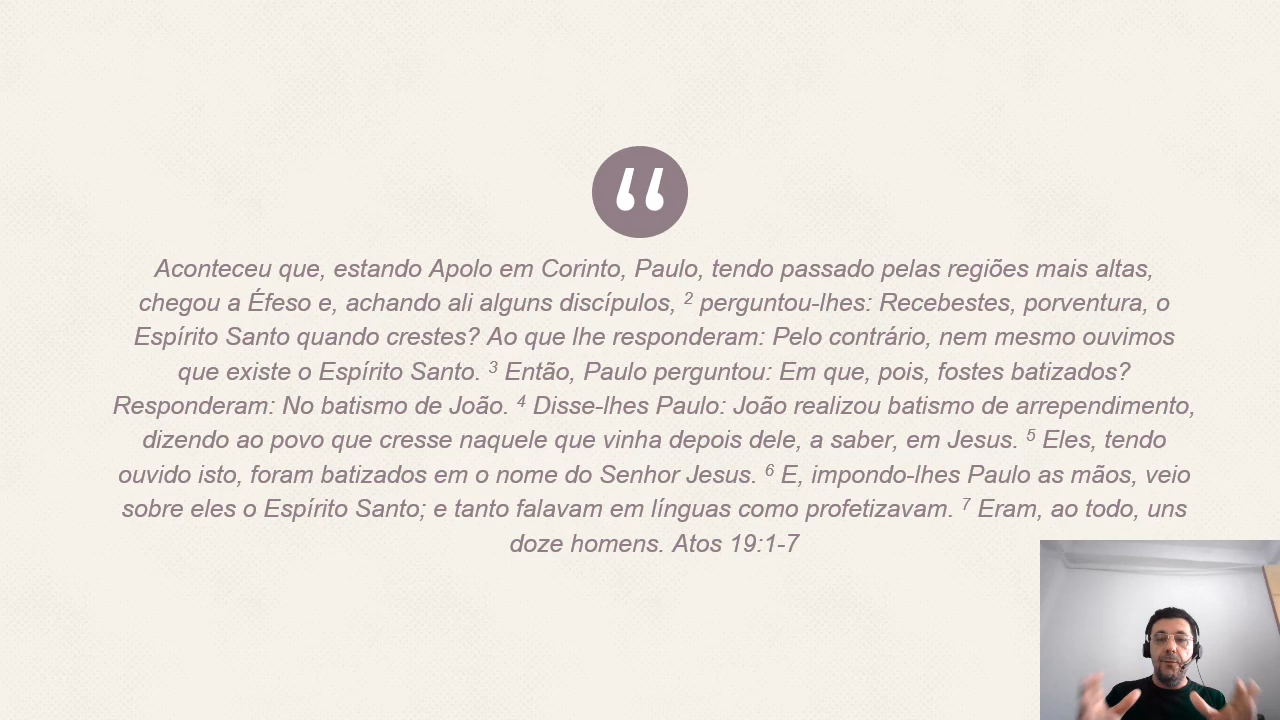 Aconteceu que, estando Apolo em Corinto, Paulo, tendo passado pelas regiões mais altas,
chegou a Éfeso e, achando ali alguns discípulos, ² perguntou-lhes: Recebestes, porventura, o
Espírito Santo quando crestes? Ao que lhe responderam: Pelo contrário, nem mesmo ouvimos
que existe o Espírito Santo. ³ Então, Paulo perguntou: Em que, pois, fostes batizados?
Responderam: No batismo de João. ⁴ Disse-lhes Paulo: João realizou batismo de arrependimento,
dizendo ao povo que cresse naquele que vinha depois dele, a saber, em Jesus. ⁵ Eles, tendo
ouvido isto, foram batizados em o nome do Senhor Jesus. ⁶ E, impondo-lhes Paulo as mãos, veio
sobre eles o Espírito Santo; e tanto falavam em línguas como profetizavam. ⁷ Eram, ao todo, uns
doze homens. Atos 19:1-7